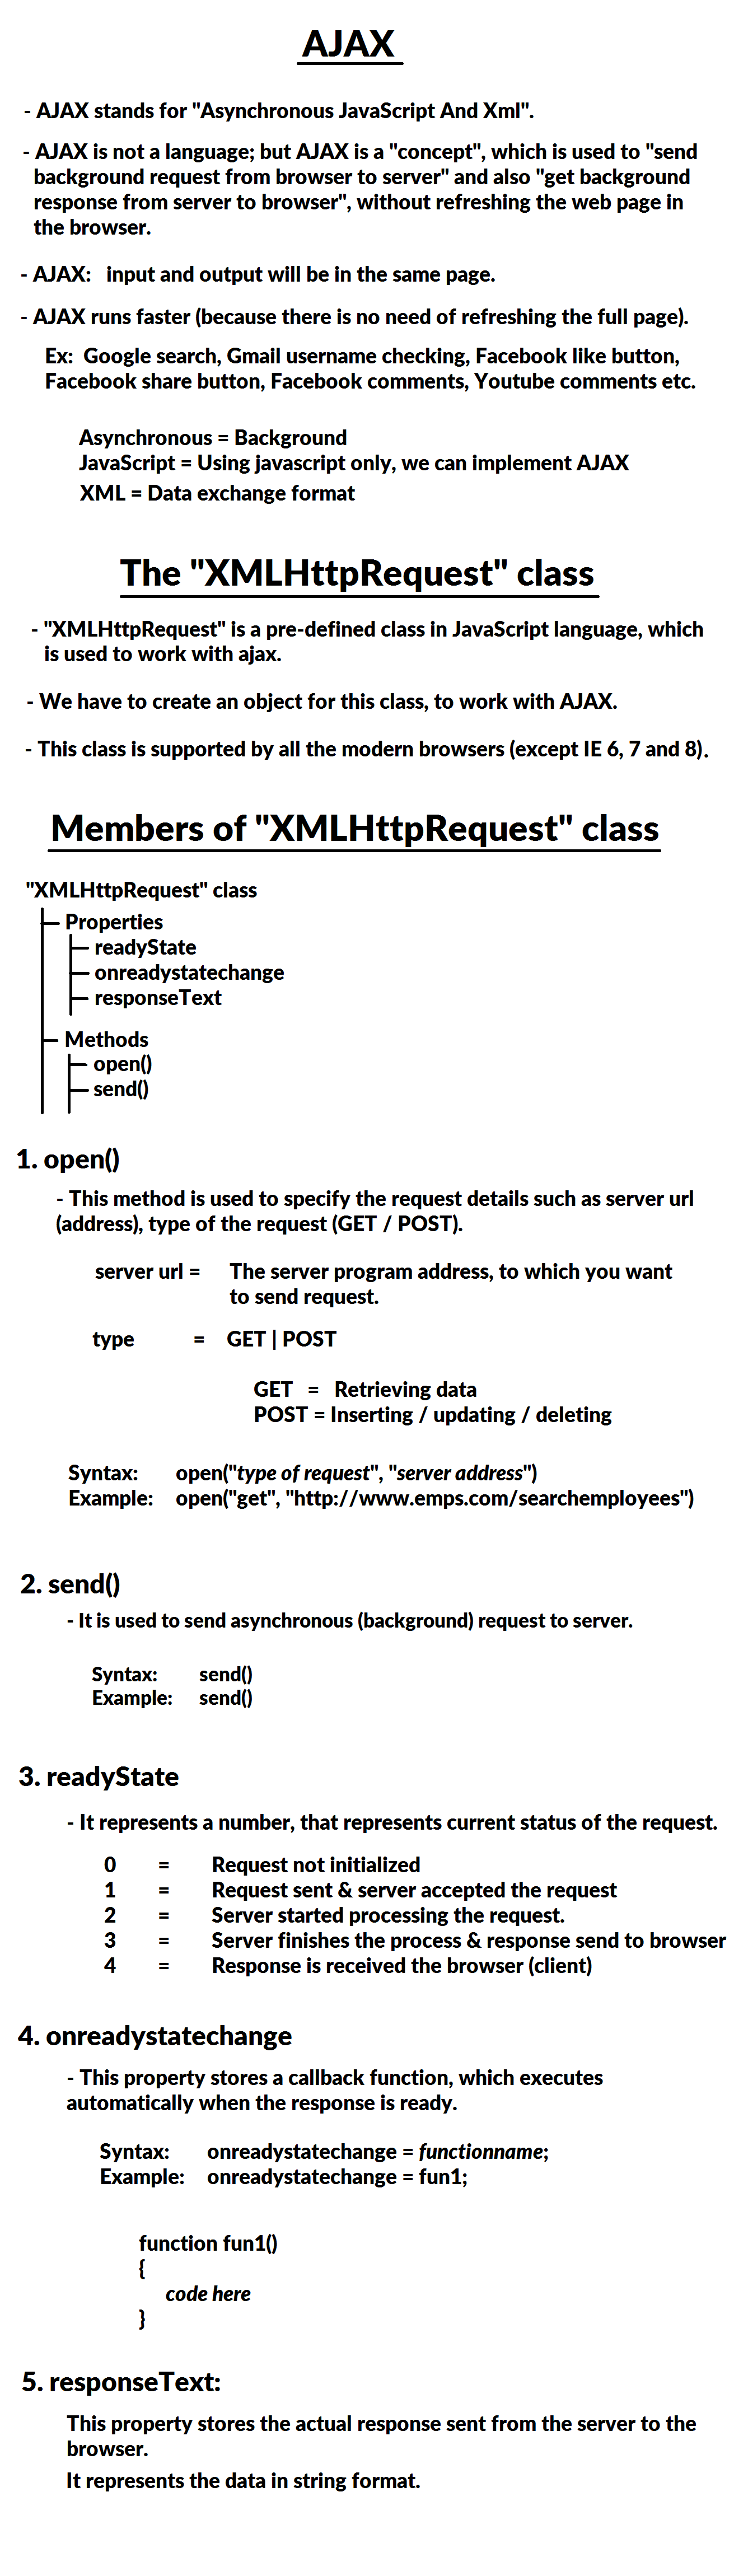 AJAX
- AJAX stands for "Asynchronous JavaScript And Xml".
- AJAX is not a language; but AJAX is a "concept", which is used to "send
background request from browser to server" and also "get background
response from server to browser", without refreshing the web page in
the browser.
- AJAX: input and output will be in the same page.
- AJAX runs faster (because there is no need of refreshing the full page).
Ex: Google search, Gmail username checking, Facebook like button,
Facebook share button, Facebook comments, Youtube comments etc.
Asynchronous = Background
JavaScript = Using javascript only, we can implement AJAX
XML = Data exchange format
The "XMLHttpRequest" class
- "XMLHttpRequest" is a pre-defined class in JavaScript language, which
is used to work with ajax.
- We have to create an object for this class, to work with AJAX.
- This class is supported by all the modern browsers (except IE 6, 7 and 8).
Members of "XMLHttpRequest" class
"XMLHttpRequest" class
Properties
readyState
onreadystatechange
responseText
Methods
open()
send()
1. open()
- This method is used to specify the request details such as server url
(address), type of the request (GET / POST).
server url = The server program address, to which you want
to send request.
type = GET | POST
GET = Retrieving data
POST = Inserting / updating / deleting
Syntax: open("type of request", "server address")
Example: open("get", "http://www.emps.com/searchemployees")
2. send()
- It is used to send asynchronous (background) request to server.
Syntax: send()
Example: send()
3. readyState
- It represents a number, that represents current status of the request.
0 = Request not initialized
1 = Request sent & server accepted the request
2 = Server started processing the request.
3 = Server finishes the process & response send to browser
4 = Response is received the browser (client)
4. onreadystatechange
- This property stores a callback function, which executes
automatically when the response is ready.
Syntax: onreadystatechange = functionname;
Example: onreadystatechange = fun1;
function fun1()
{
code here
}
5. responseText:
This property stores the actual response sent from the server to the
browser.
It represents the data in string format.